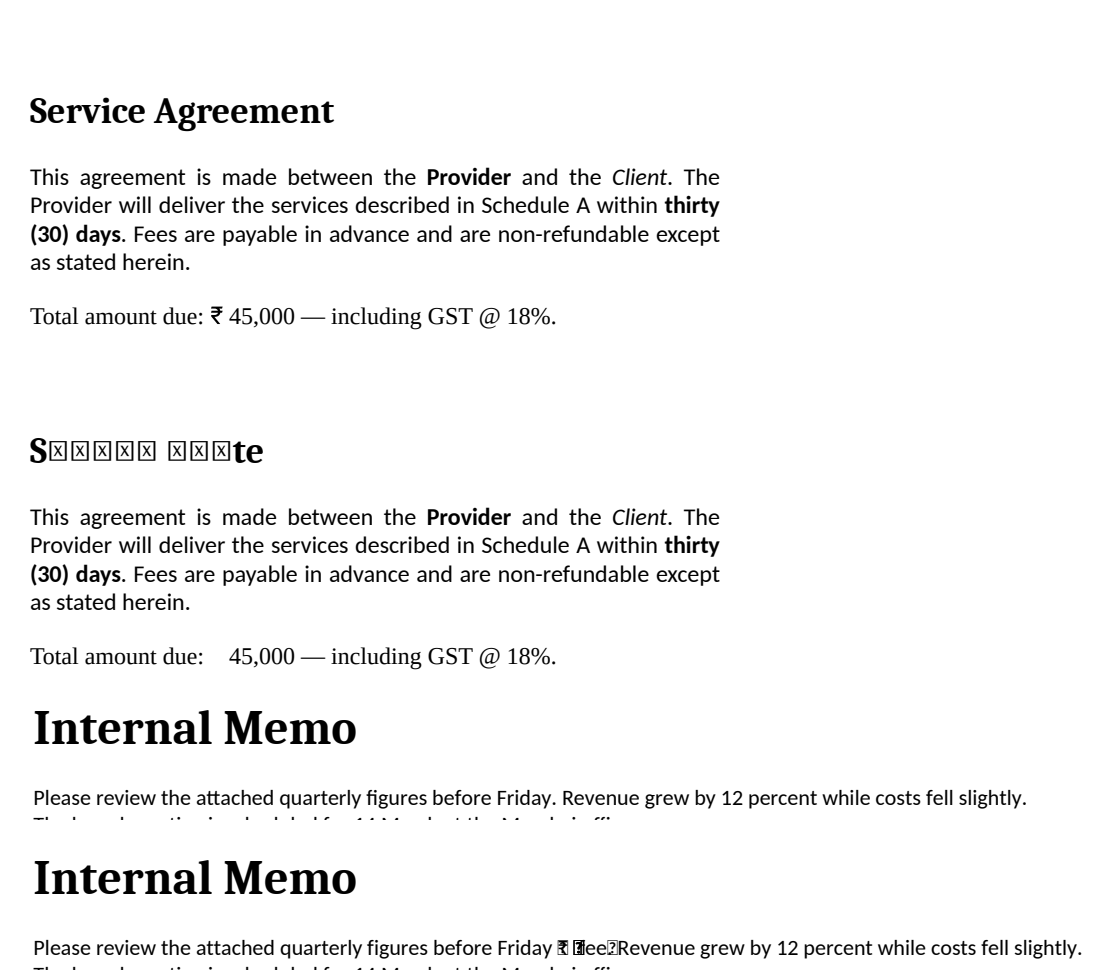 Service Agreement
This agreement is made between the Provider and the Client. The
Provider will deliver the services described in Schedule A within thirty
(30) days. Fees are payable in advance and are non-refundable except
as stated herein.
Total amount due: ₹ 45,000 — including GST @ 18%.
This agreement is made between the Provider and the Client. The
Provider will deliver the services described in Schedule A within thirty
(30) days. Fees are payable in advance and are non-refundable except
as stated herein.
Total amount due: 45,000 — including GST @ 18%.
Internal Memo
Please review the attached quarterly figures before Friday. Revenue grew by 12 percent while costs fell slightly.
Internal Memo
Please review the attached quarterly figures before Friday Revenue grew by 12 percent while costs fell slightly.